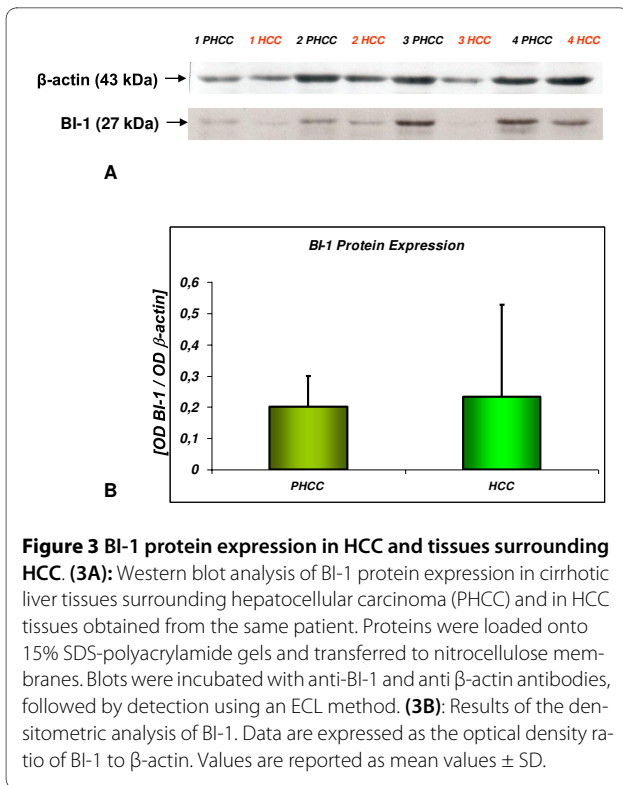 1 PHCC 1 HCC 2 PHCC 2 HCC 3 PHCC 3 HCC 4 PHCC 4 HCC
β-actin (43 kDa)
BI-1 (27 kDa)
A
BI-1 Protein Expression
[OD BI-1 / OD β-actin]
0,6
0,5
0,4
0,3
0,2
0,1
0
PHCC HCC
B
Figure 3 BI-1 protein expression in HCC and tissues surrounding
HCC. (3A): Western blot analysis of BI-1 protein expression in cirrhotic
liver tissues surrounding hepatocellular carcinoma (PHCC) and in HCC
tissues obtained from the same patient. Proteins were loaded onto
15% SDS-polyacrylamide gels and transferred to nitrocellulose mem-
branes. Blots were incubated with anti-BI-1 and anti β-actin antibodies,
followed by detection using an ECL method. (3B): Results of the den-
sitometric analysis of BI-1. Data are expressed as the optical density ra-
tio of BI-1 to β-actin. Values are reported as mean values ± SD.